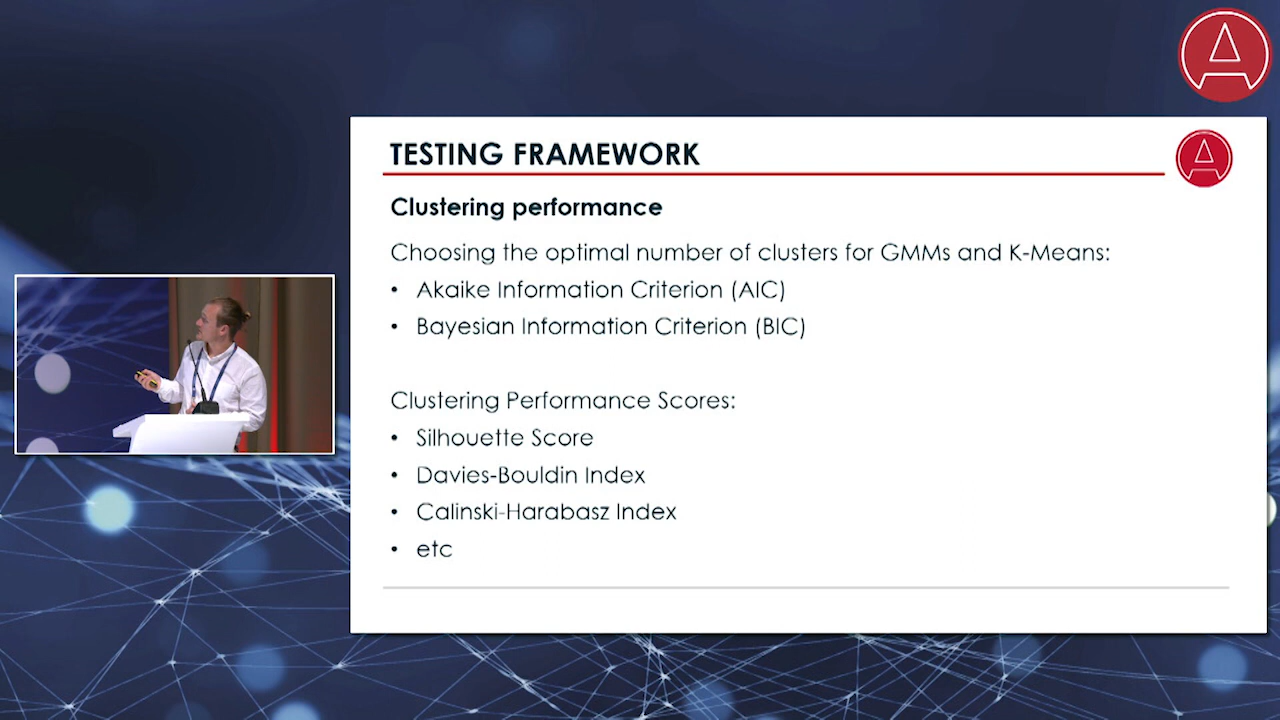 TESTING FRAMEWORK
Clustering performance
Choosing the optimal number of clusters for GMMs and K-Means:
• Akaike Information Criterion (AIC)
• Bayesian Information Criterion (BIC)
Clustering Performance Scores:
• Silhouette Score
• Davies-Bouldin Index
• Calinski-Harabasz Index
• etc